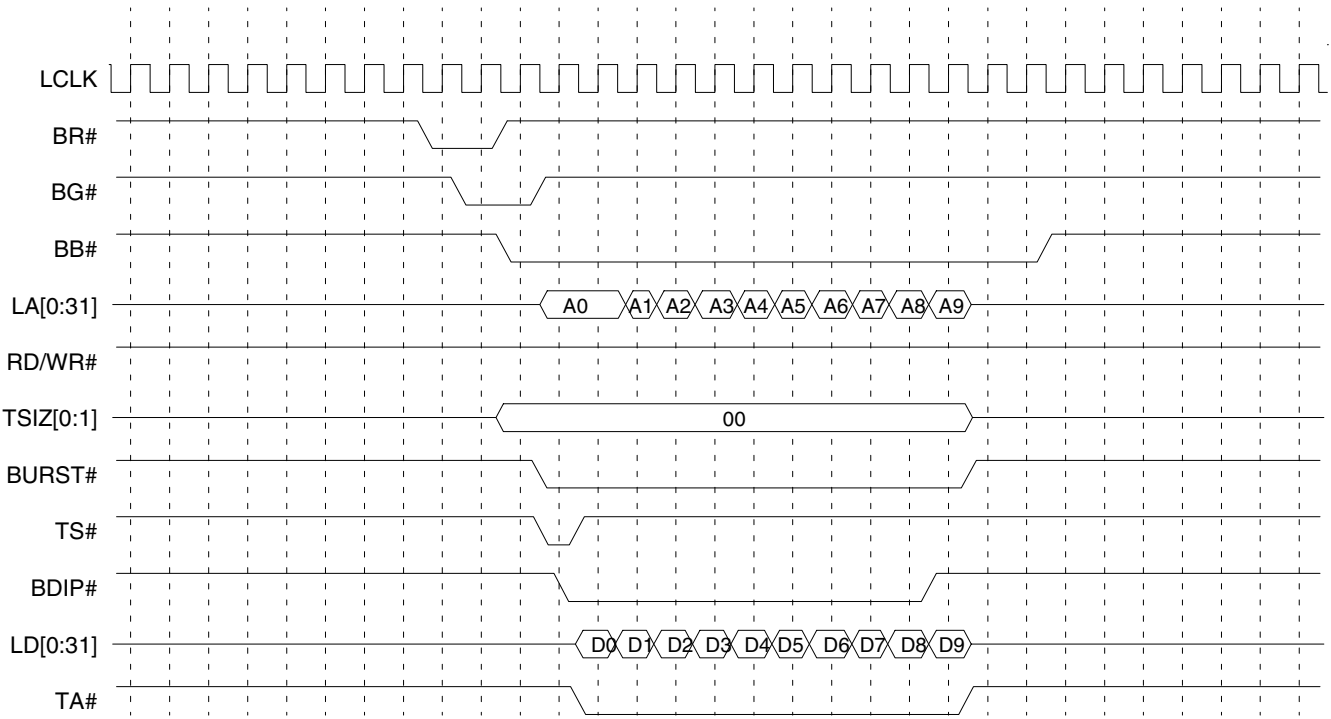 LCLK
BR#
BG#
BB#
LA[0:31] A0 A1 A2 A3 A4 A5 A6 A7 A8 A9
RD/WR#
TSIZ[0:1] 00
BURST#
TS#
BDIP#
LD[0:31] D0 D1 D2 D3 D4 D5 D6 D7 D8 D9
TA#